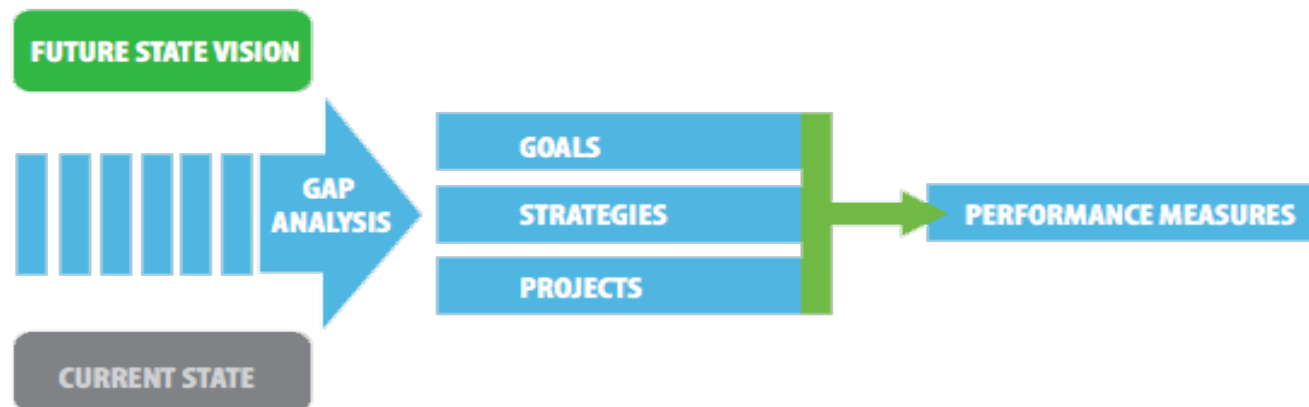 FUTURE STATE VISION
GAP
ANALYSIS
GOALS
STRATEGIES
PROJECTS
PERFORMANCE MEASURES
CURRENT STATE